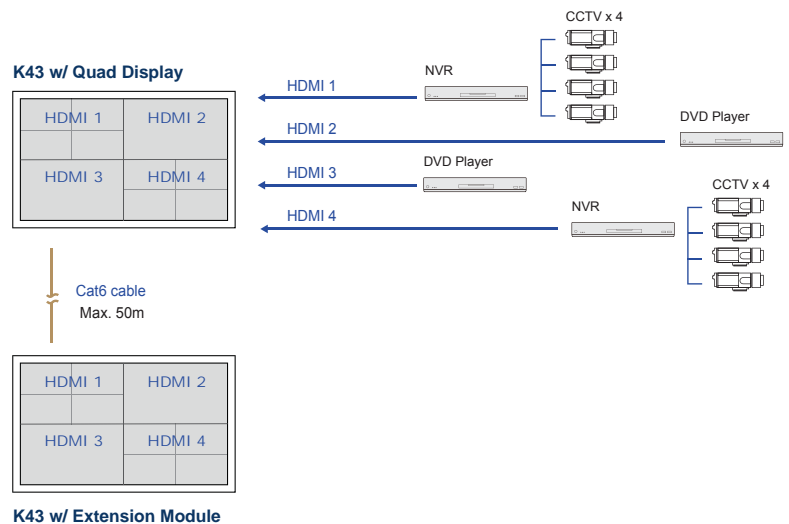 CCTV x 4
K43 w/ Quad Display
NVR
HDMI 1
HDMI 1
HDMI 2
DVD Player
HDMI 2
HDMI 3
HDMI 4
DVD Player
HDMI 3
CCTV x 4
NVR
HDMI 4
Cat6 cable
Max. 50m
HDMI 1
HDMI 2
HDMI 3
HDMI 4
K43 w/ Extension Module